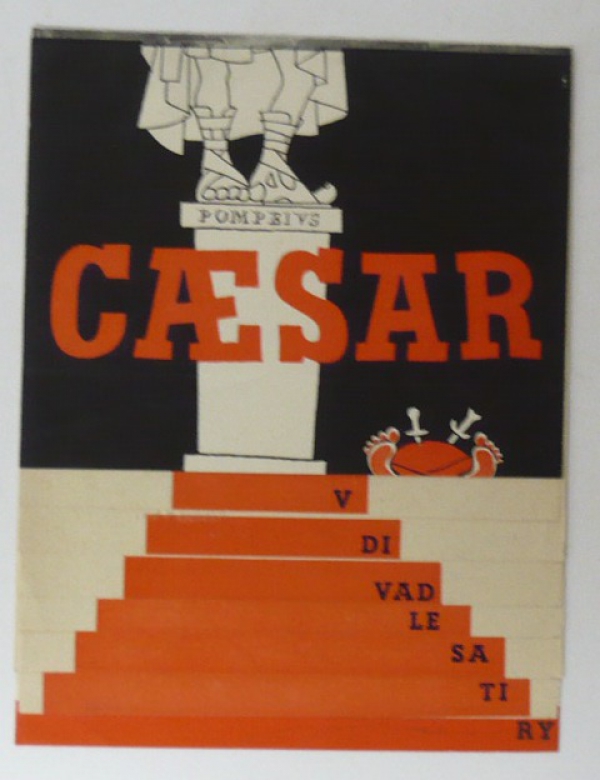 POMPEIVS
CÆSAR
V
DI
VAD
LE
SA
TI
RY